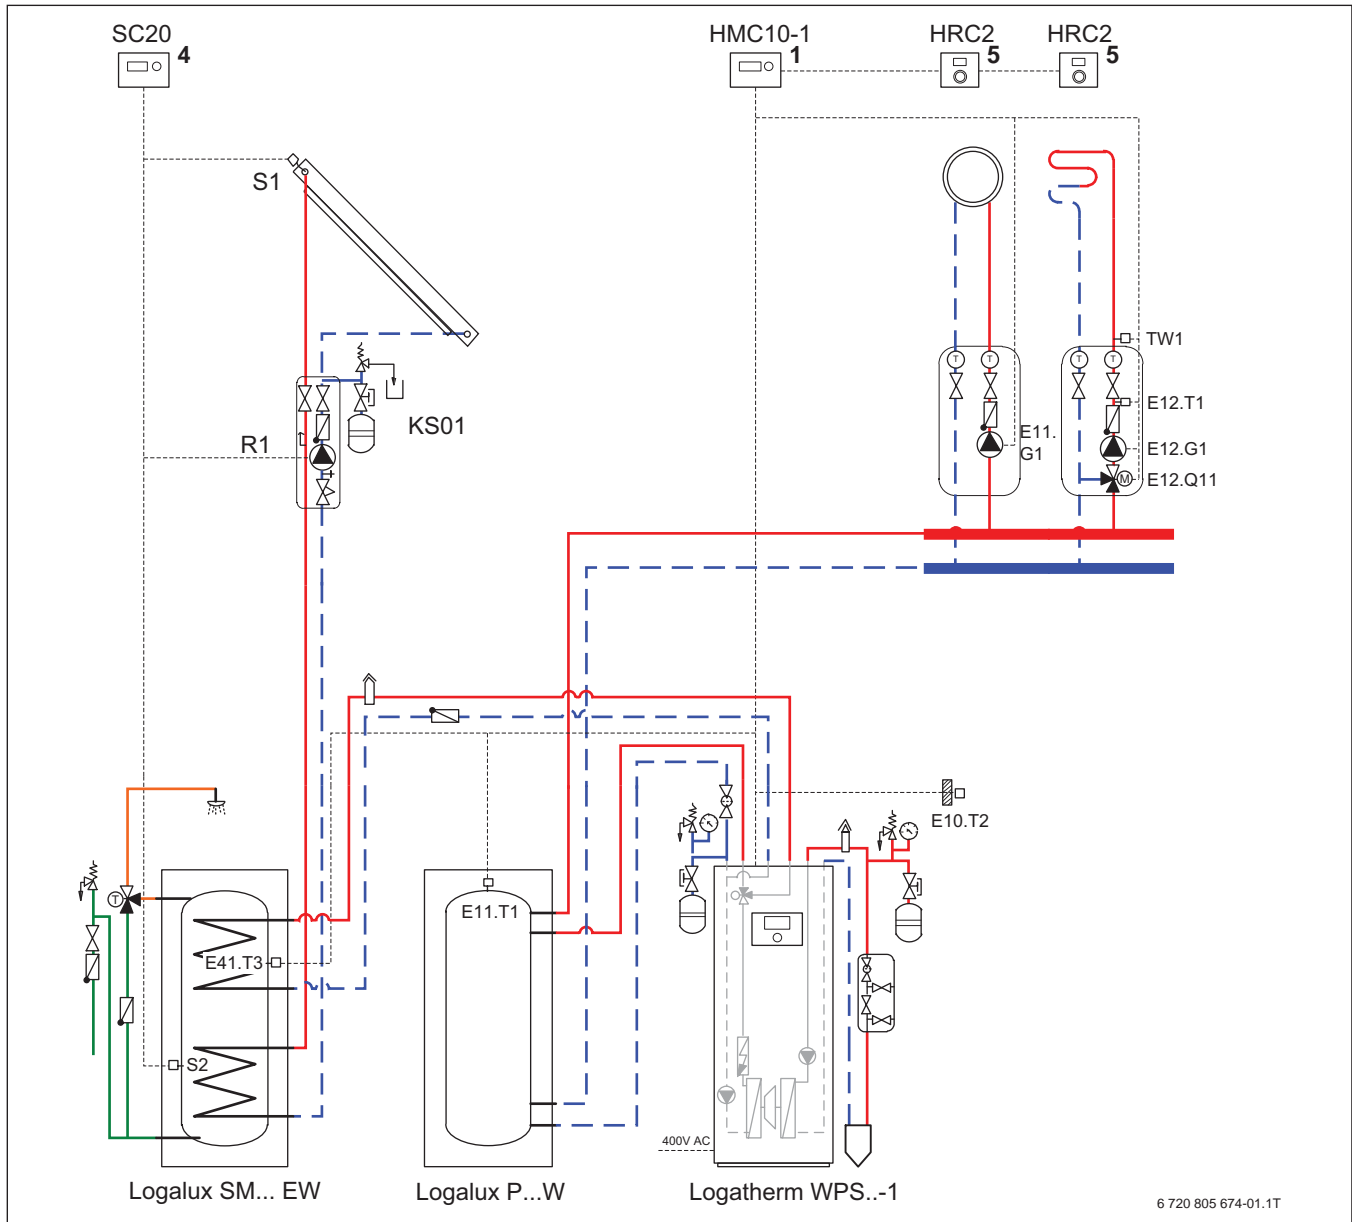 SC20
4
HMC10-1
1
HRC2
5
HRC2
5
S1
KS01
R1
T
T
T
T
TW1
E12.T1
E11.
G1
E12.G1
M
E12.Q11
E10.T2
T
E11.T1
E41.T3
S2
400V AC
Logalux SM... EW
Logalux P...W
Logatherm WPS..-1
6 720 805 674-01.1T